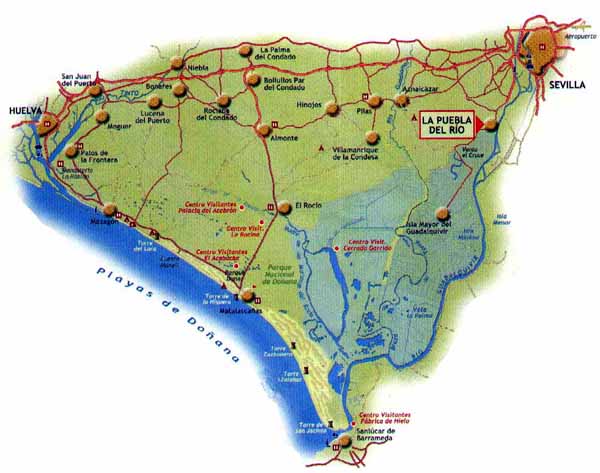 Aeropuerto
La Palma
del Condado
Niebla
SEVILLA
San Juan
del Puerto
Bonares
Bollullos Par
del Condado
Aznalcázar
TINTO
HUELVA
Lucena
del Puerto
Rociana
del Condado
Hinojos
Pilas
LA PUEBLA
DEL RÍO
Moguer
Almonte
Villamanrique
de la Condesa
Venta
el Cruce
Palos de
la Frontera
Monasterio
La Rábida
El Rocío
Centro Visitantes
Palacio del Acebrón
Mazagón
Isla Mayor del
Guadalquivir
Isla
Menor
Centro Visit.
La Rocina
Torre
del Loro
Isla
Mínima
Centro Visit.
Cerrado Garrido
Centro Visitantes
El Acebuche
Parque
Dunar
Parque
Nacional
de Doñana
Guadalquivir
Playas de Doñana
Torre de
la Higuera
Matalascañas
Torre
Carbonero
Torre
Centro Visitantes
Fábrica de Hielo
Torre de
San Jacinto
Sanlúcar de
Barrameda